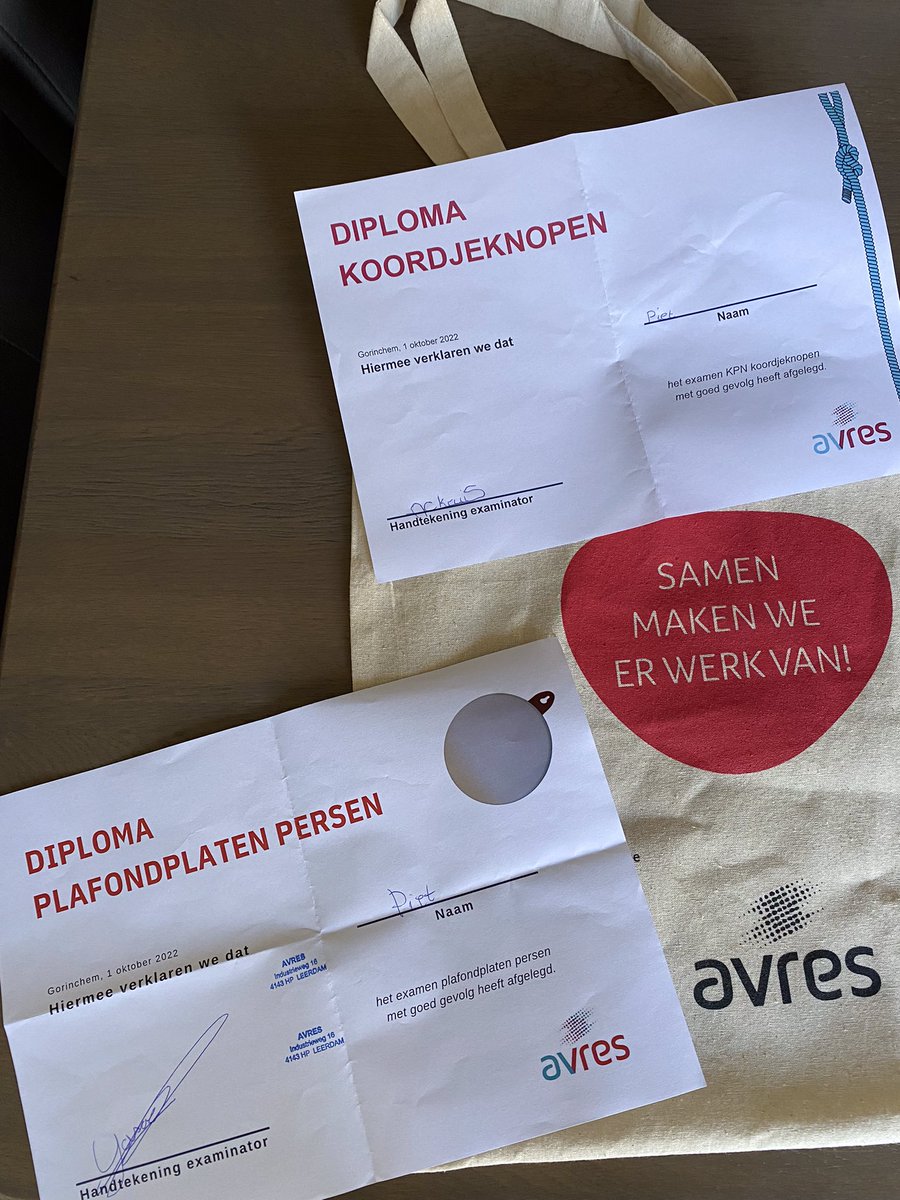 DIPLOMA
KOORDJEKNOPEN
Gorinchem, 1 oktober 2022
Hiermee verklaren we dat
Piet
Naam
het examen KPN koordjeknopen
met goed gevolg heeft afgelegd.
avres
Handtekening examinator
SAMEN
MAKEN WE
ER WERK VAN!
avres
DIPLOMA
PLAFONDPLATEN PERSEN
Gorinchem, 1 oktober 2022
Hiermee verklaren we dat
AVRES
Industrieweg 16
4143 HP LEERDAM
AVRES
Industrieweg 16
4143 HP LEERDAM
Piet
Naam
het examen plafondplaten persen
met goed gevolg heeft afgelegd.
avres
Handtekening examinator